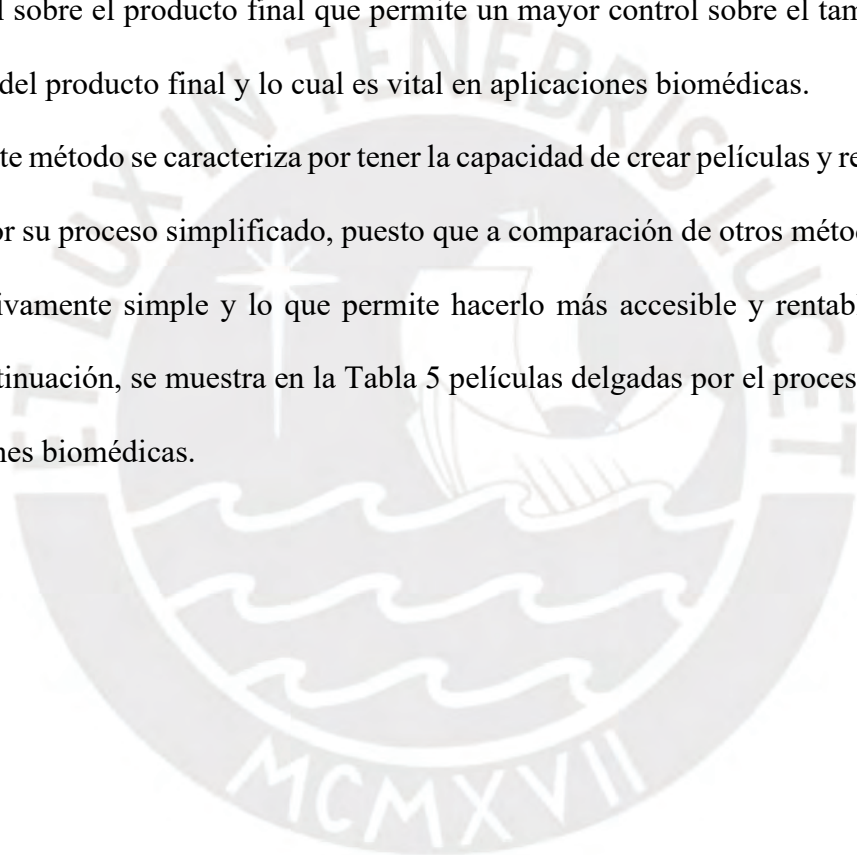 l sobre el producto final que permite un mayor control sobre el tam
del producto final y lo cual es vital en aplicaciones biomédicas.
te método se caracteriza por tener la capacidad de crear películas y re
or su proceso simplificado, puesto que a comparación de otros méto
ivamente simple y lo que permite hacerlo más accesible y rentabl
tinuación, se muestra en la Tabla 5 películas delgadas por el proces
nes biomédicas.
ET LUX IN TENEBRIS LUCET
MCMXVII